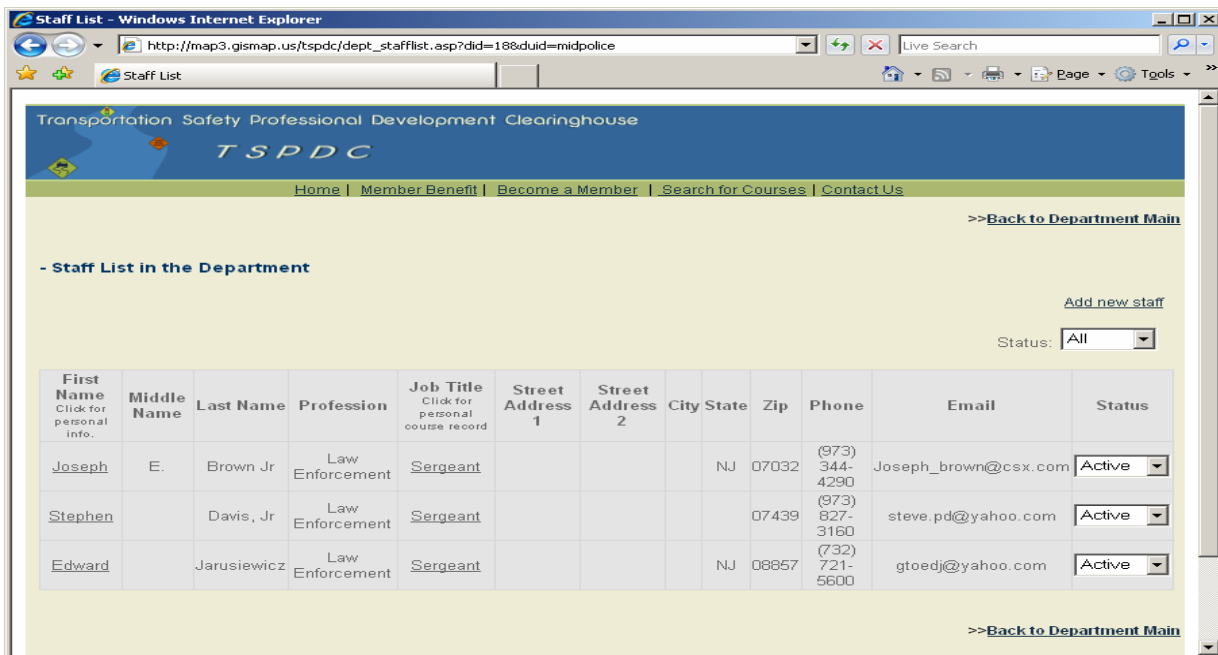 Staff List - Windows Internet Explorer
http://map3.gismap.us/tspdc/dept_stafflist.asp?did=188&duid=midpolice
Live Search
Staff List
Page
Tools
»
Transportation Safety Professional Development Clearinghouse
TSPDC
Home | Member Benefit | Become a Member | Search for Courses | Contact Us
>>Back to Department Main
- Staff List in the Department
Add new staff
Status: All
First Name Click for personal info. Middle Name Last Name Profession Job Title Click for personal course record Street Address 1 Street Address 2 City State Zip Phone Email Status
Joseph E. Brown Jr Law Enforcement Sergeant NJ 07032 (973) 344-4290 Joseph_brown@csx.com Active
Stephen Davis, Jr Law Enforcement Sergeant 07439 (973) 827-3160 steve.pd@yahoo.com Active
Edward Jarusiewicz Law Enforcement Sergeant NJ 08857 (732) 721-5600 gtoedj@yahoo.com Active
>>Back to Department Main